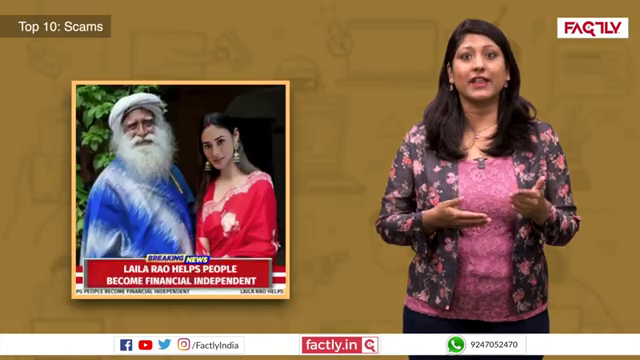 Top 10: Scams
FACTLY
BREAKING NEWS
LAILA RAO HELPS PEOPLE
BECOME FINANCIAL INDEPENDENT
PS PEOPLE BECOME FINANCIAL INDEPENDENT LAILA RAO HELPS
/FactlyIndia
factly.in
9247052470